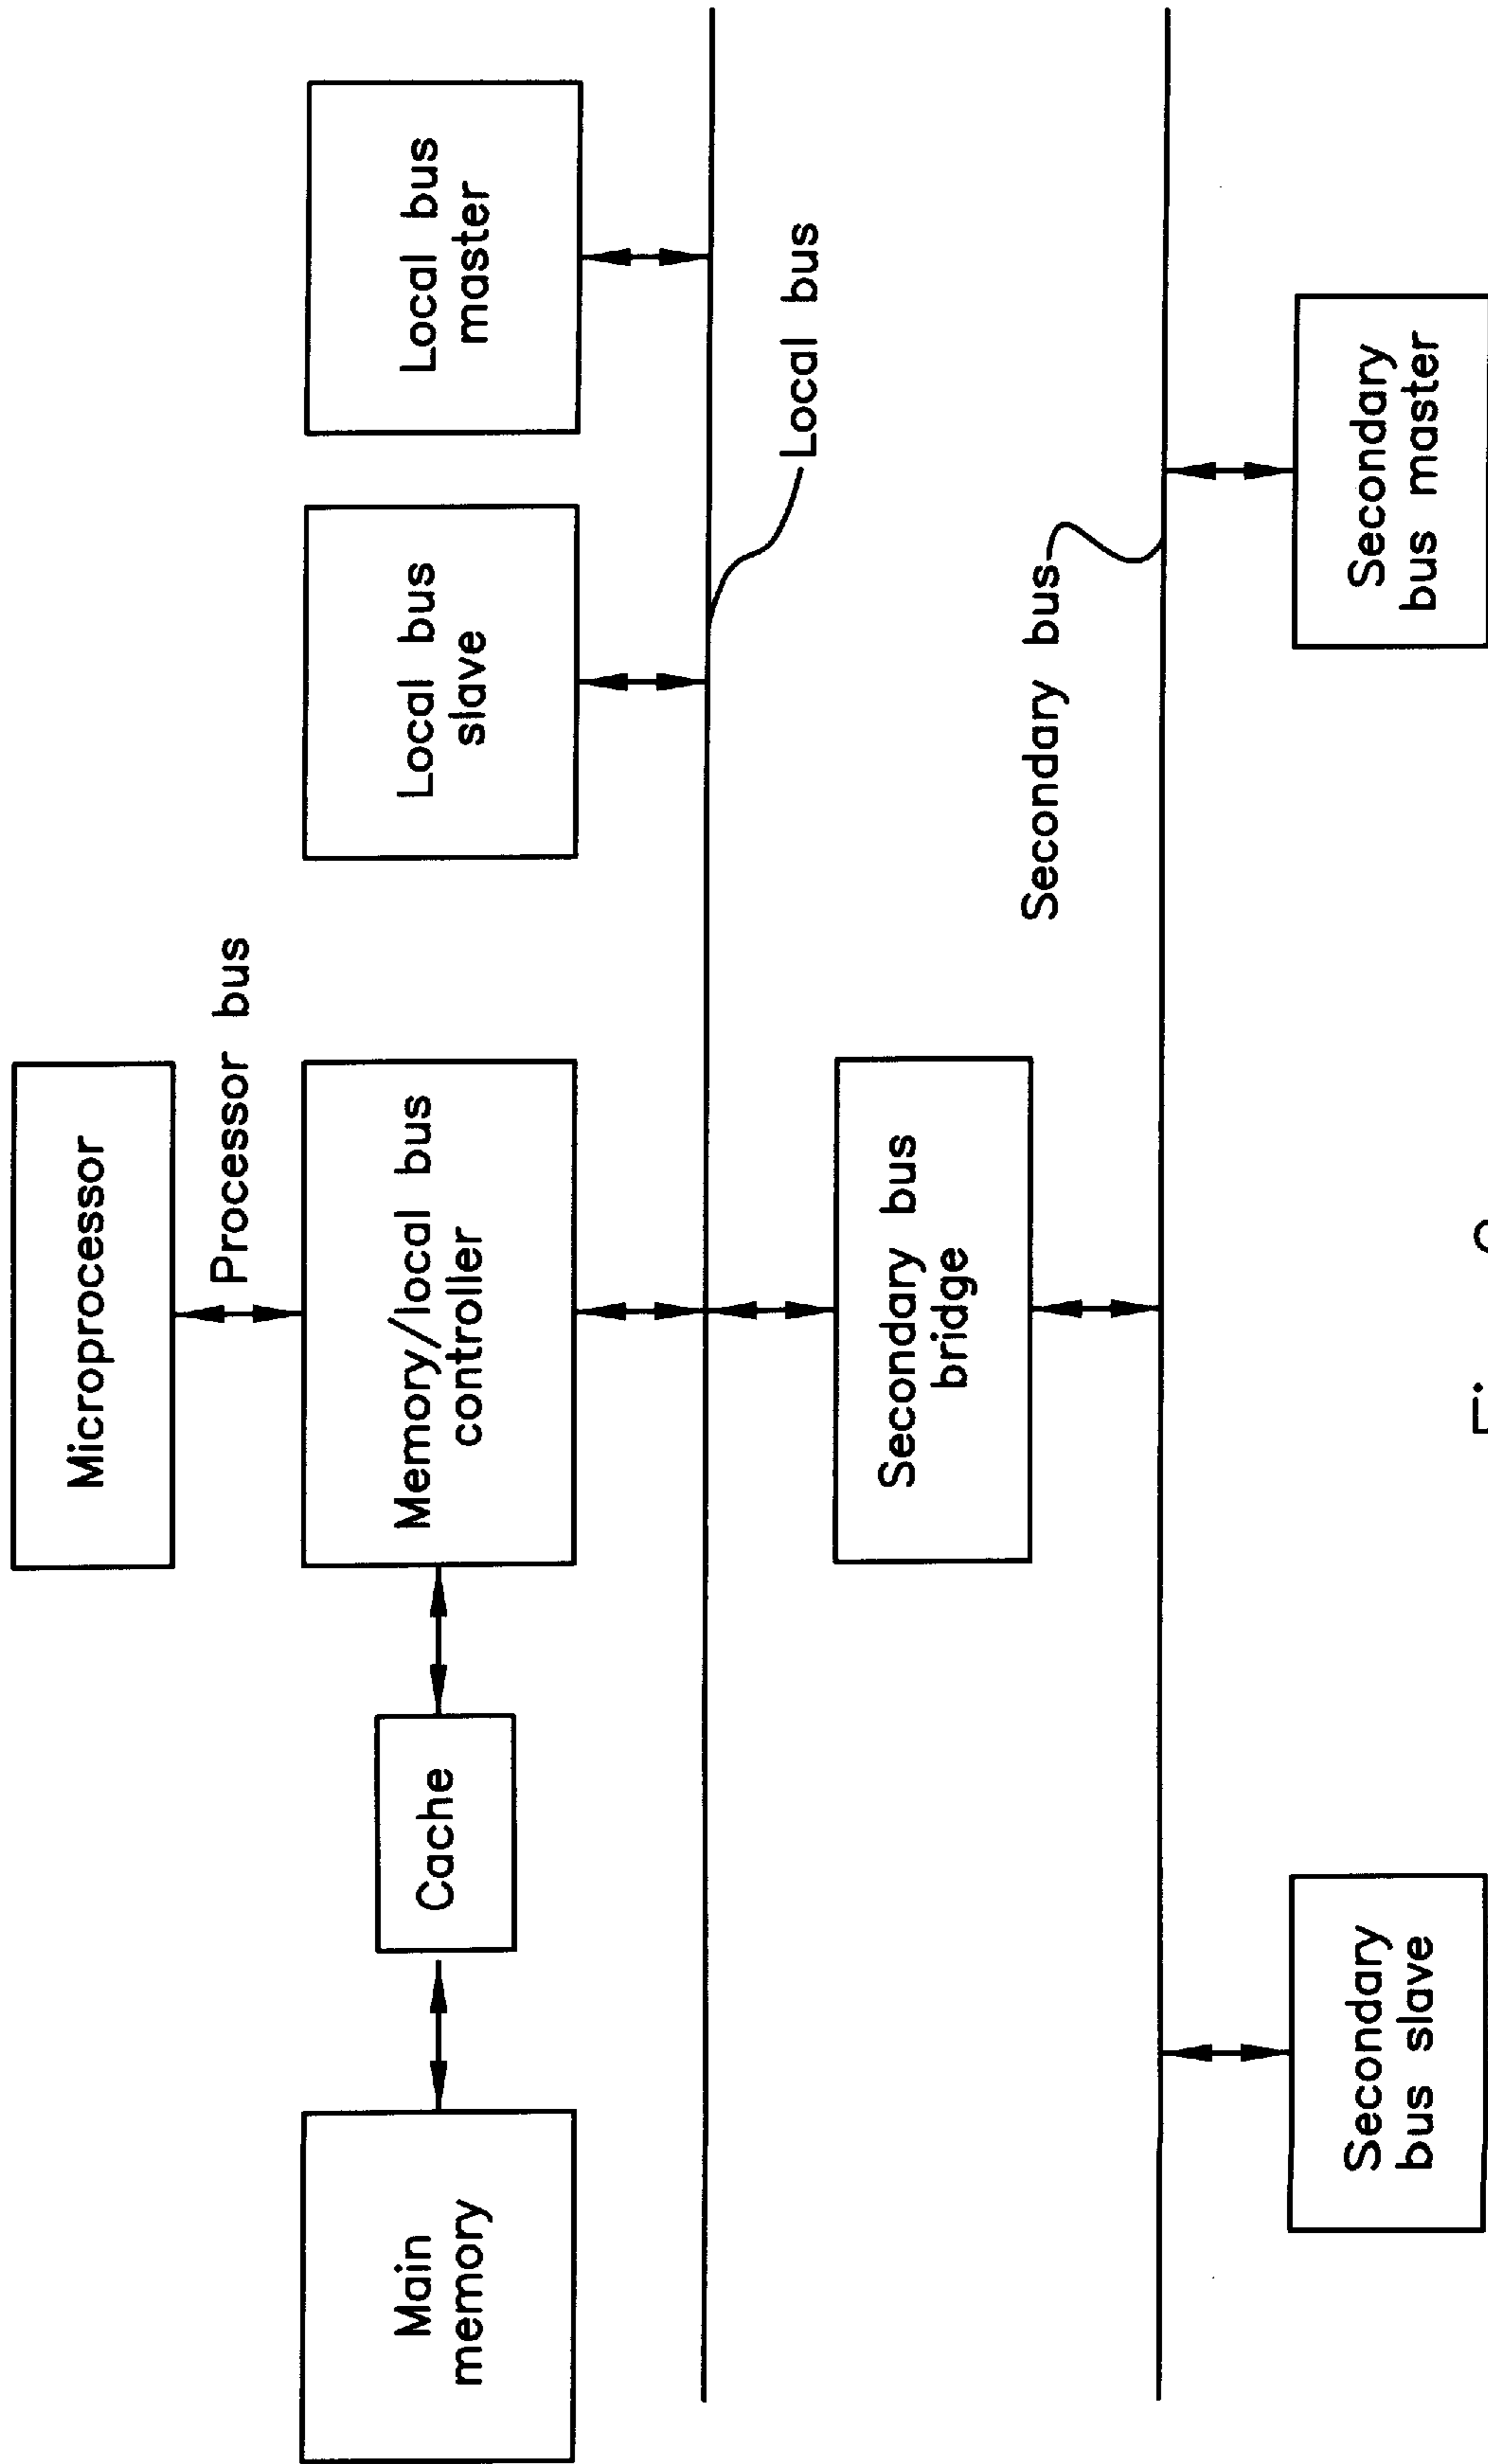 Microprocessor
Processor bus
Main
memory
Cache
Memory/local bus
controller
Local bus
slave
Local bus
master
Local bus
Secondary bus
bridge
Secondary bus
Secondary
bus slave
Secondary
bus master